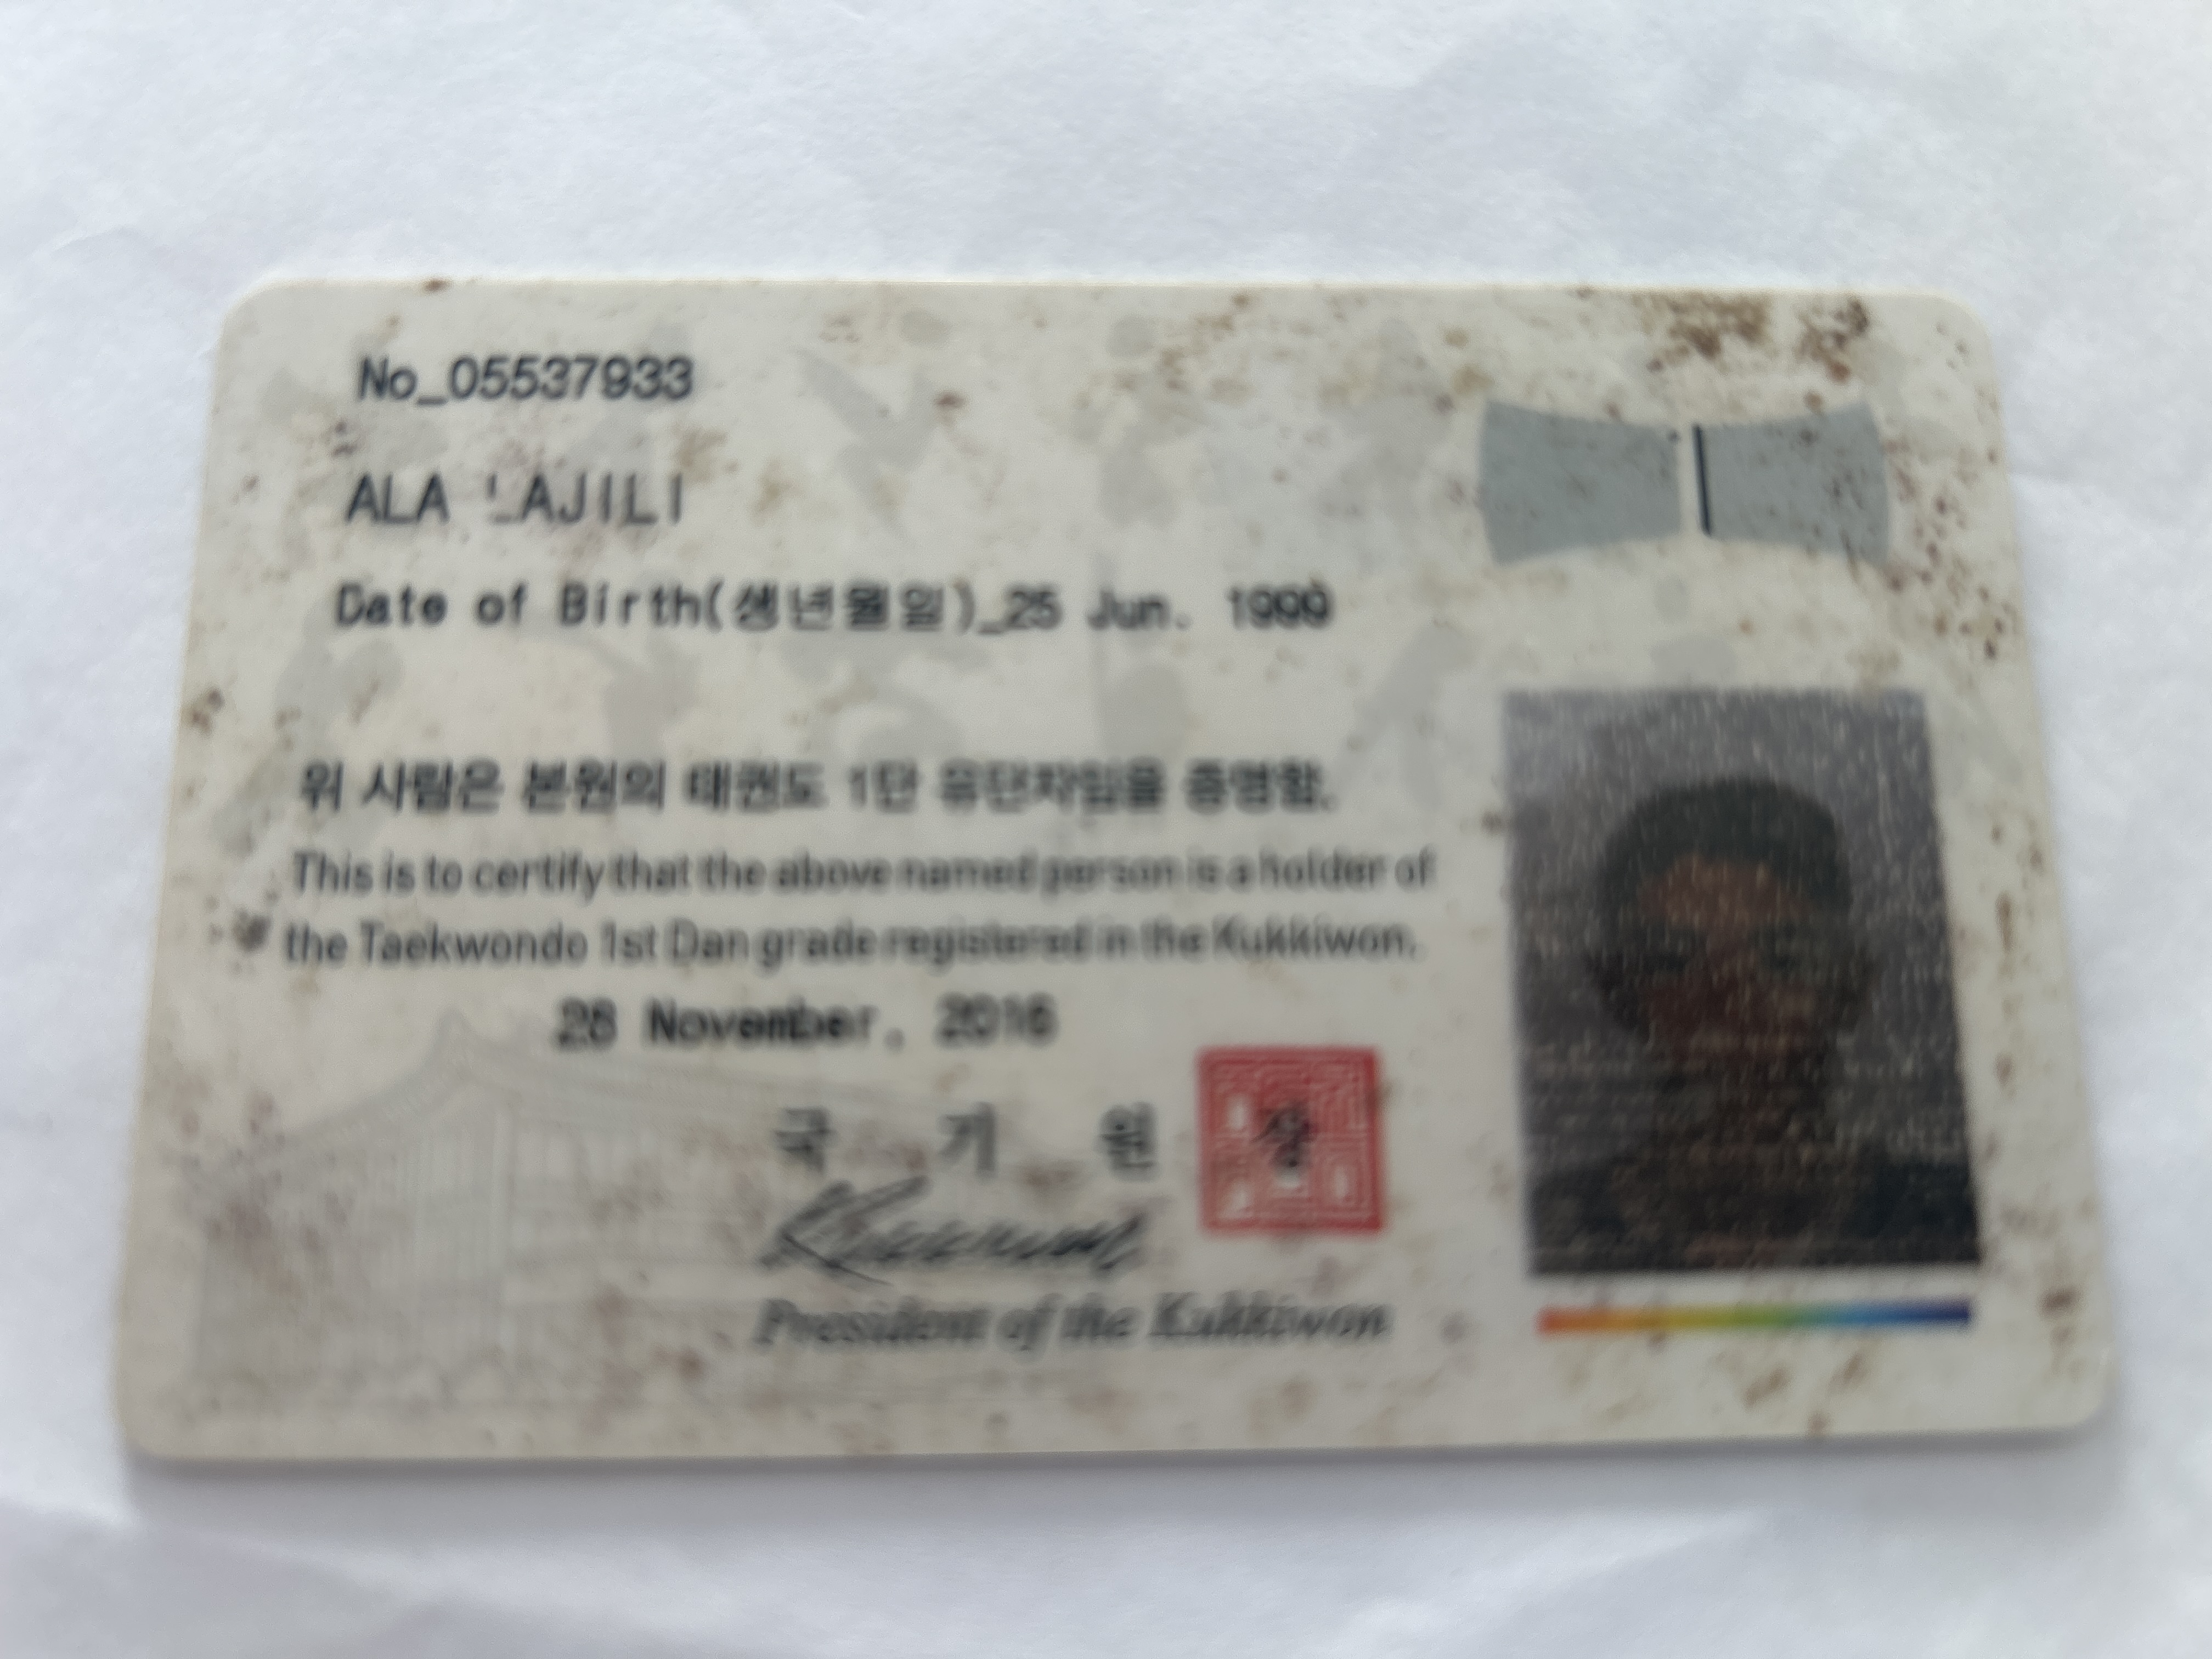 No_05537933
ALA LAJILI
Date of Birth(생년월일)_25 Jun. 1999
위 사람은 본원의 태권도 1단 유단자임을 증명함.
This is to certify that the above named person is a holder of
the Taekwondo 1st Dan grade registered in the Kukkiwon.
28 November, 2016
국 기 원 장
President of the Kukkiwon